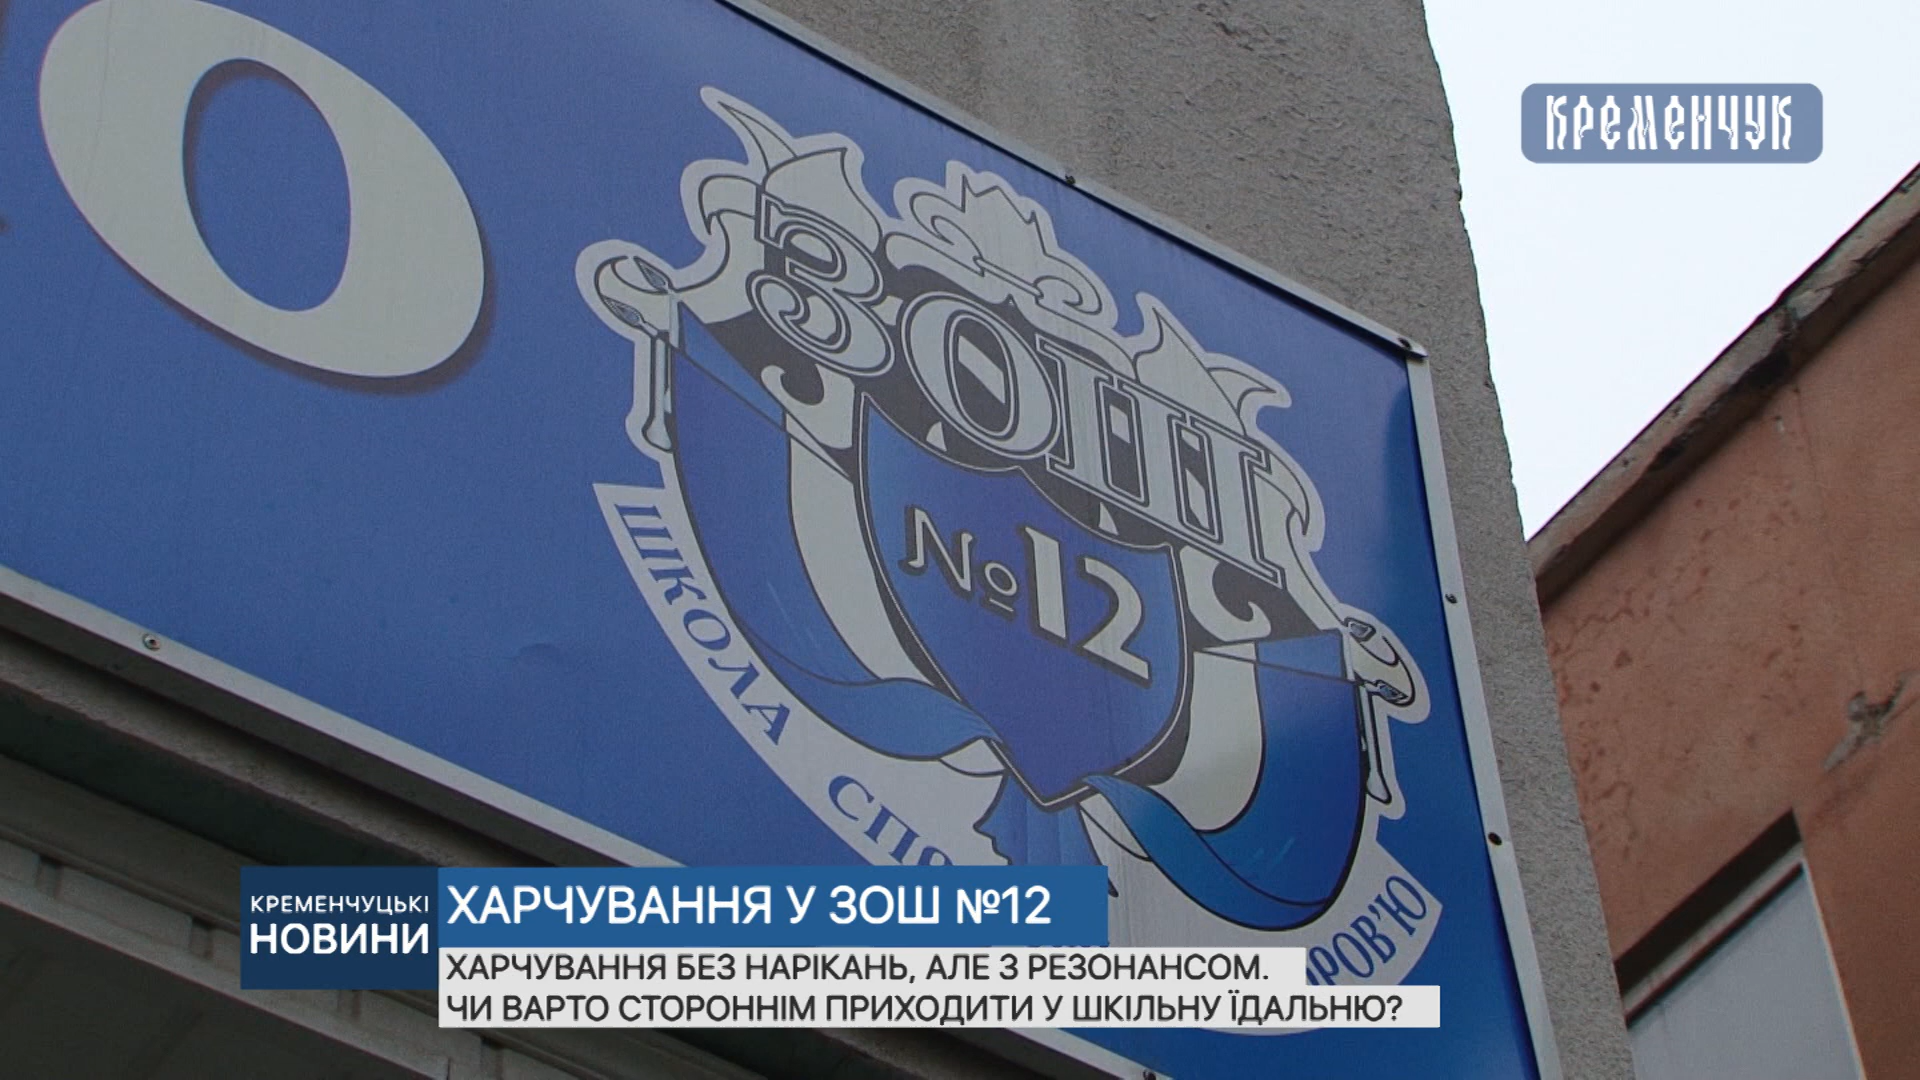 КРЕМЕНЧУК
О
ЗОШ
№12
ШКОЛА
КРЕМЕНЧУЦЬКІ
НОВИНИ
ХАРЧУВАННЯ У ЗОШ №12
ХАРЧУВАННЯ БЕЗ НАРІКАНЬ, АЛЕ З РЕЗОНАНСОМ.
ЧИ ВАРТО СТОРОННІМ ПРИХОДИТИ У ШКІЛЬНУ ЇДАЛЬНЮ?